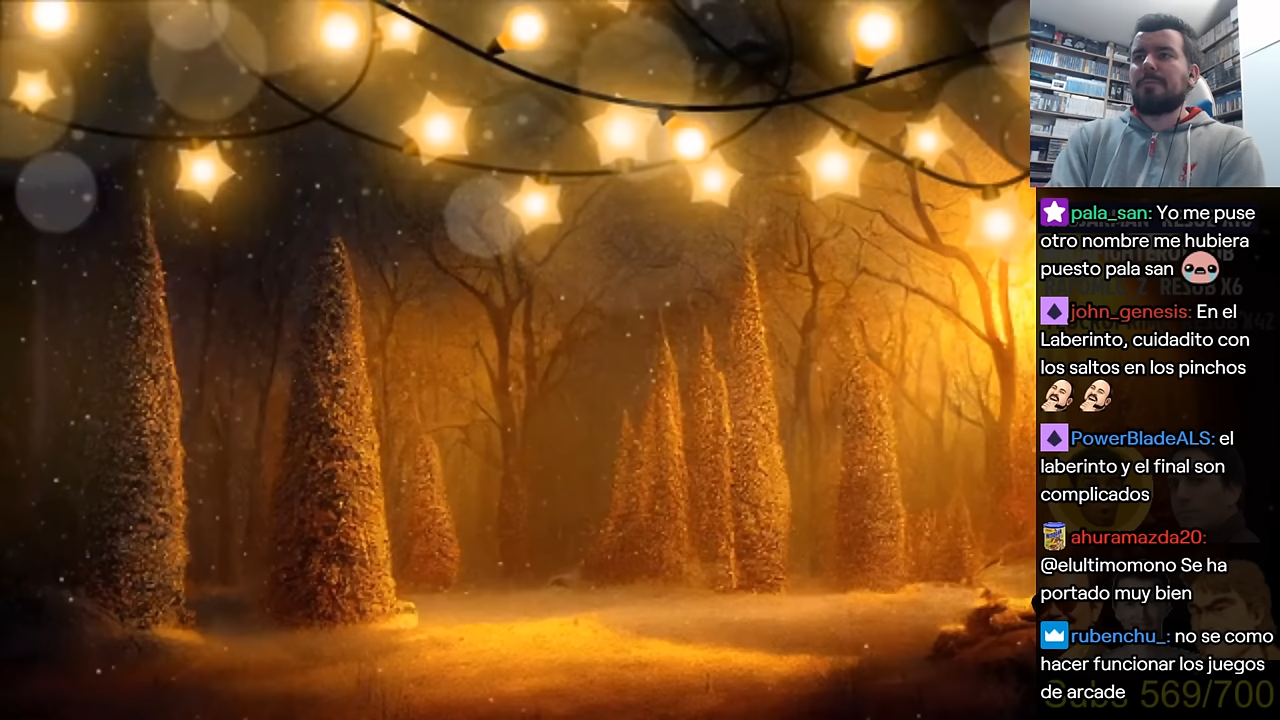 pala_san: Yo me puse
otro nombre me hubiera
puesto pala san
john_genesis: En el
Laberinto, cuidadito con
los saltos en los pinchos
PowerBladeALS: el
laberinto y el final son
complicados
ahuramazda20:
@elultimomono Se ha
portado muy bien
rubenchu_: no se como
hacer funcionar los juegos
de arcade
Subs 569/700